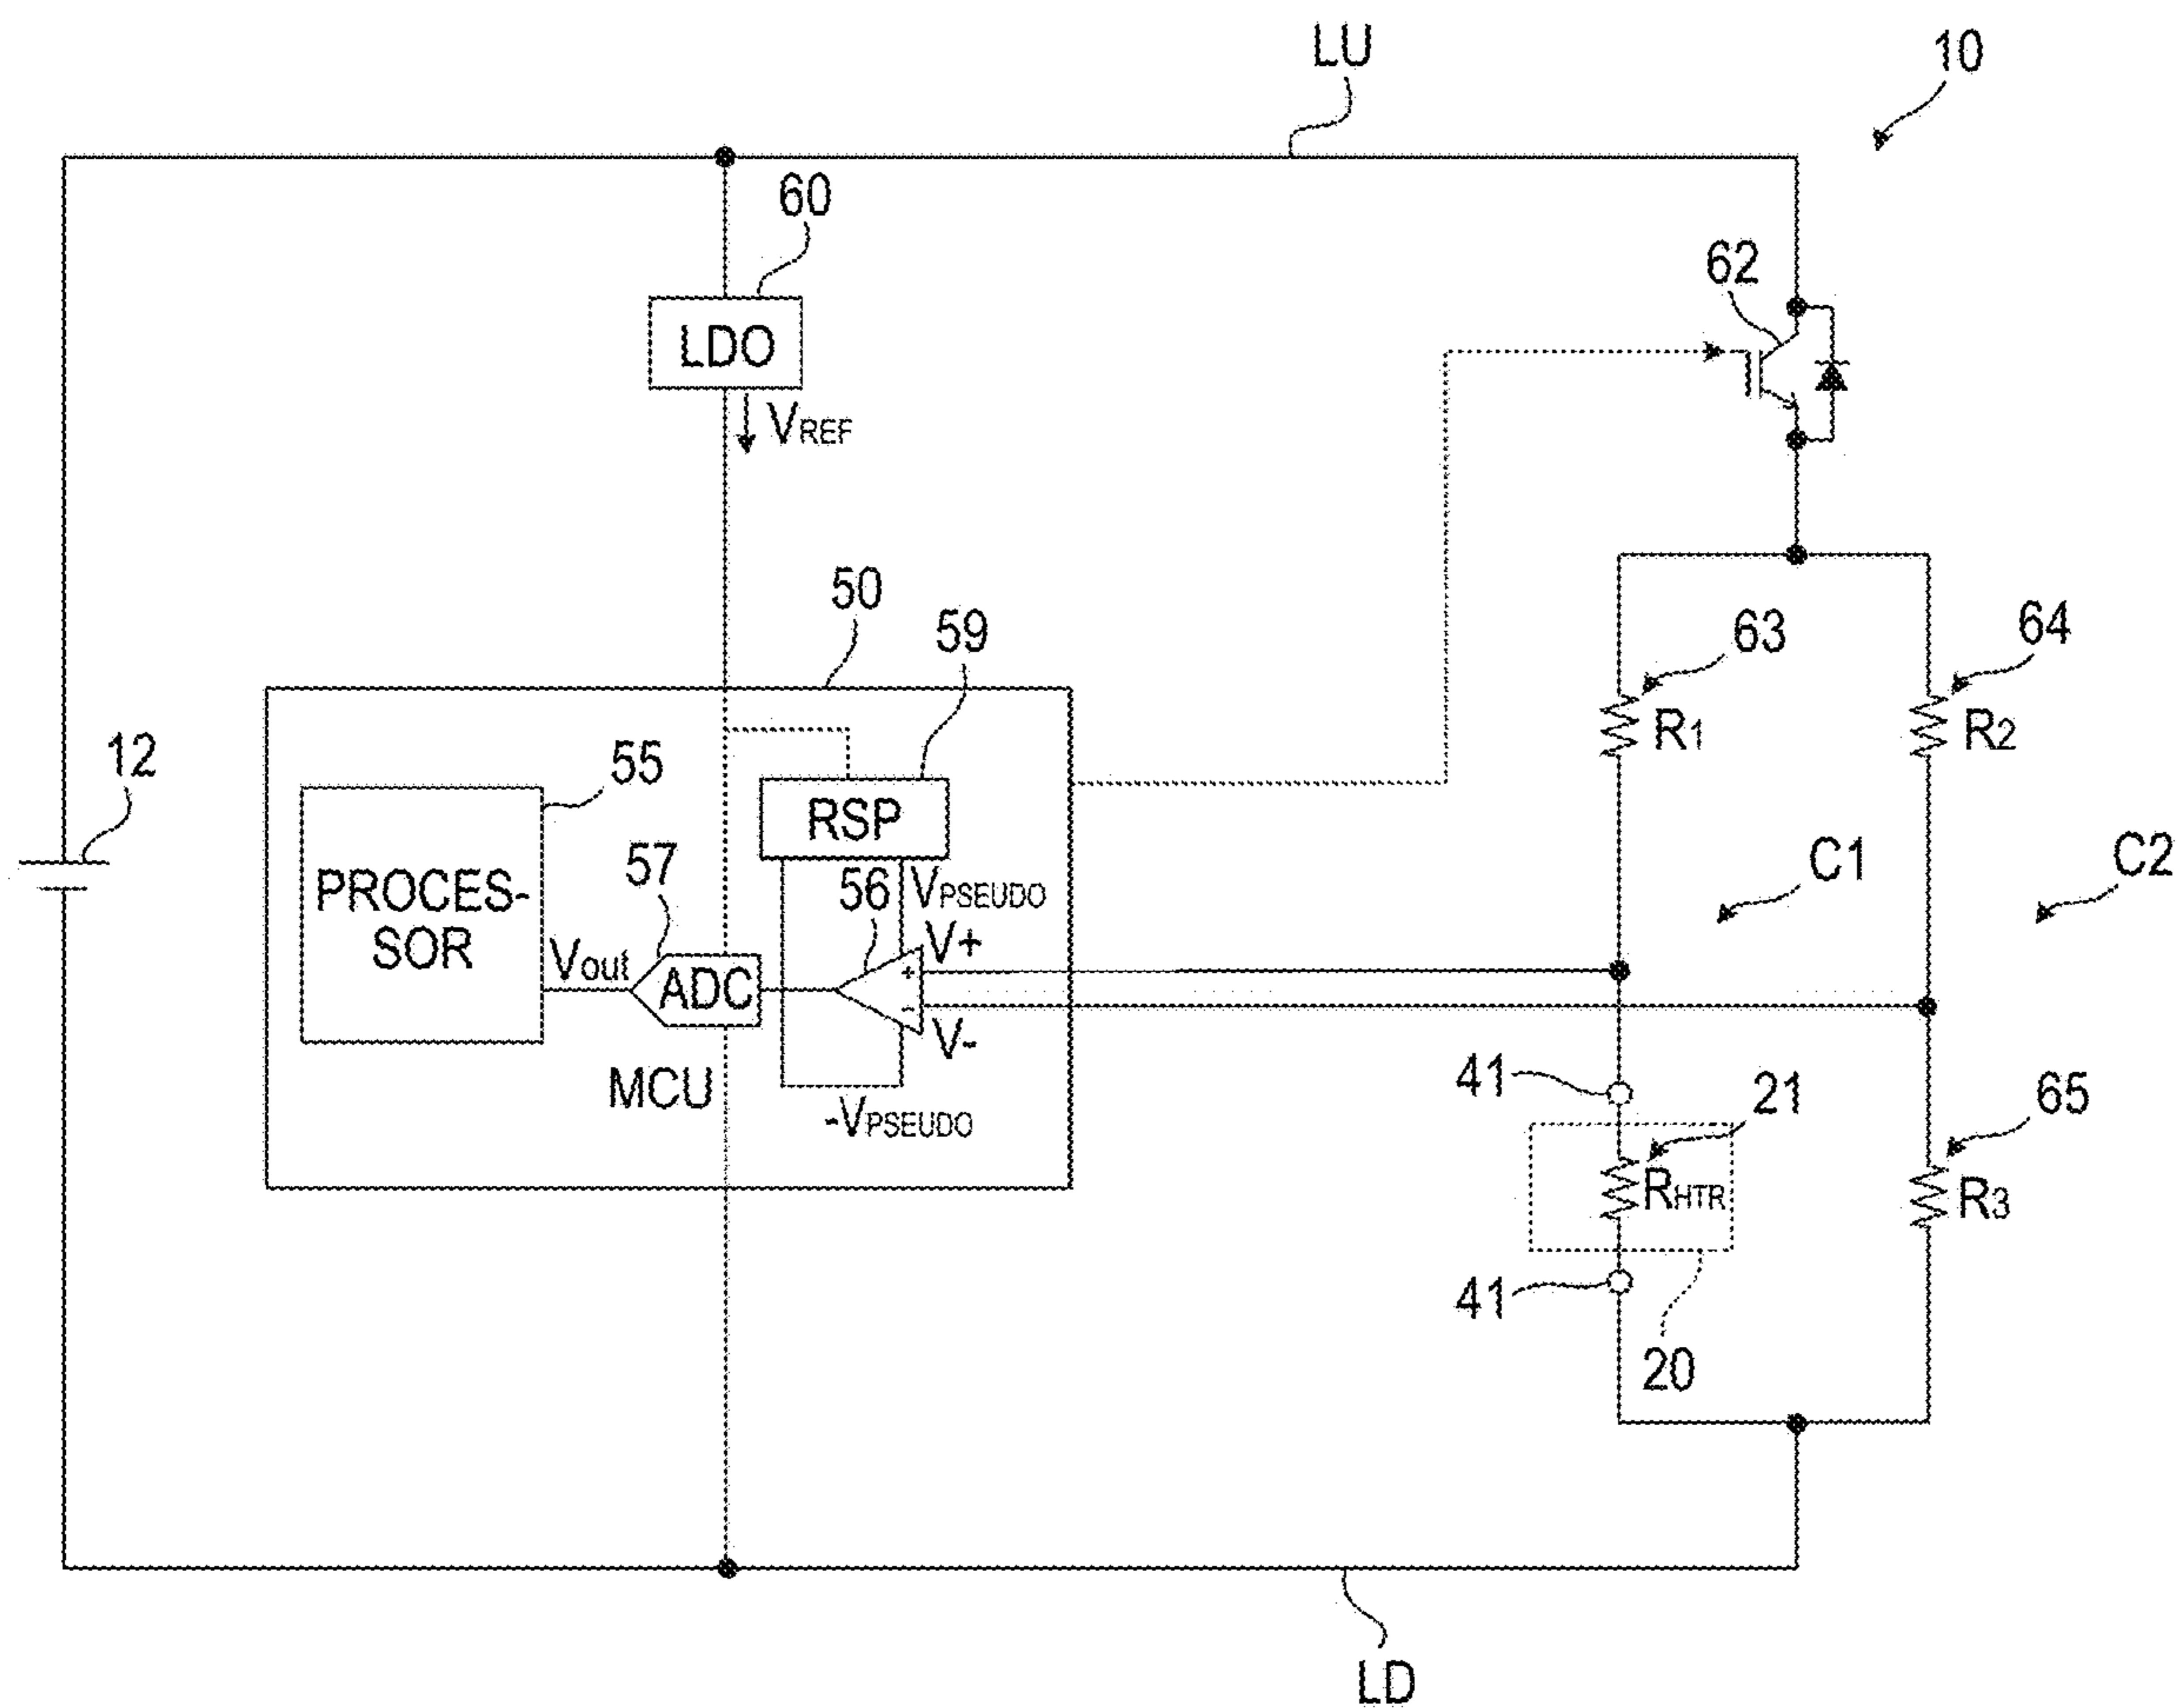 LU
10
60
62
LDO
VREF
50
59
63
64
R1
R2
12
55
RSP
57
56
VPSEUDO
C1
C2
PROCES-
SOR
V+
Vout
ADC
+
-
V-
MCU
-VPSEUDO
41
21
65
RHTR
R3
41
20
LD